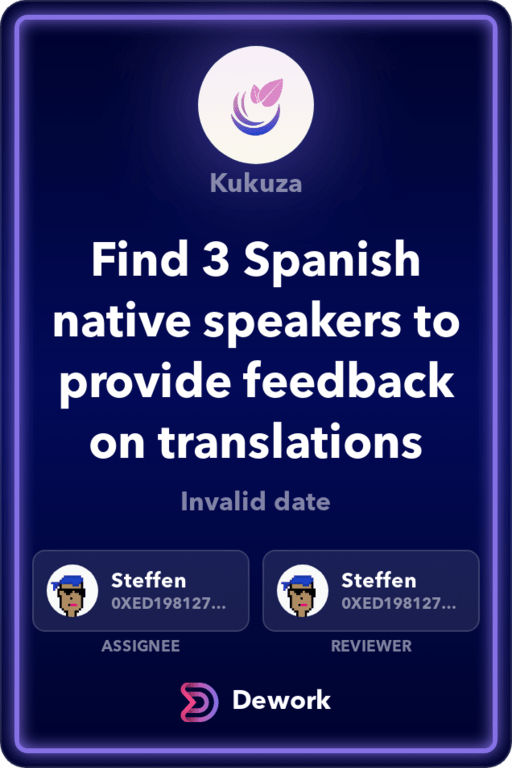 Kukuza
Find 3 Spanish
native speakers to
provide feedback
on translations
Invalid date
Steffen
0XED198127...
ASSIGNEE
Steffen
0XED198127...
REVIEWER
Dework